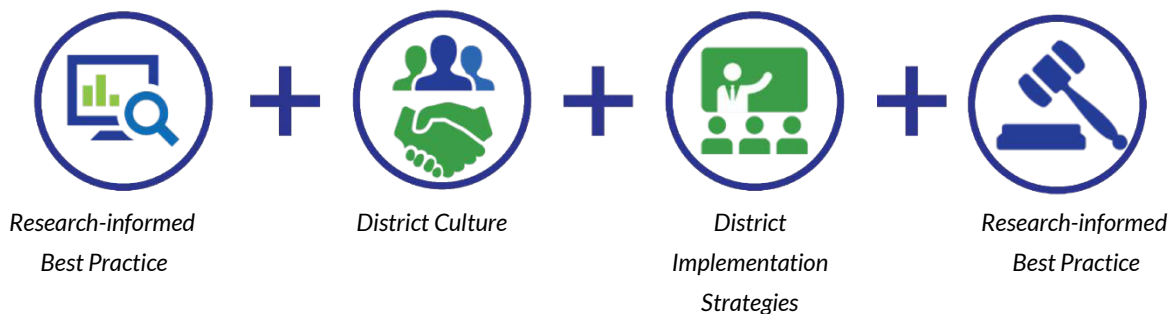 Research-informed
Best Practice
District Culture
District
Implementation
Strategies
Research-informed
Best Practice